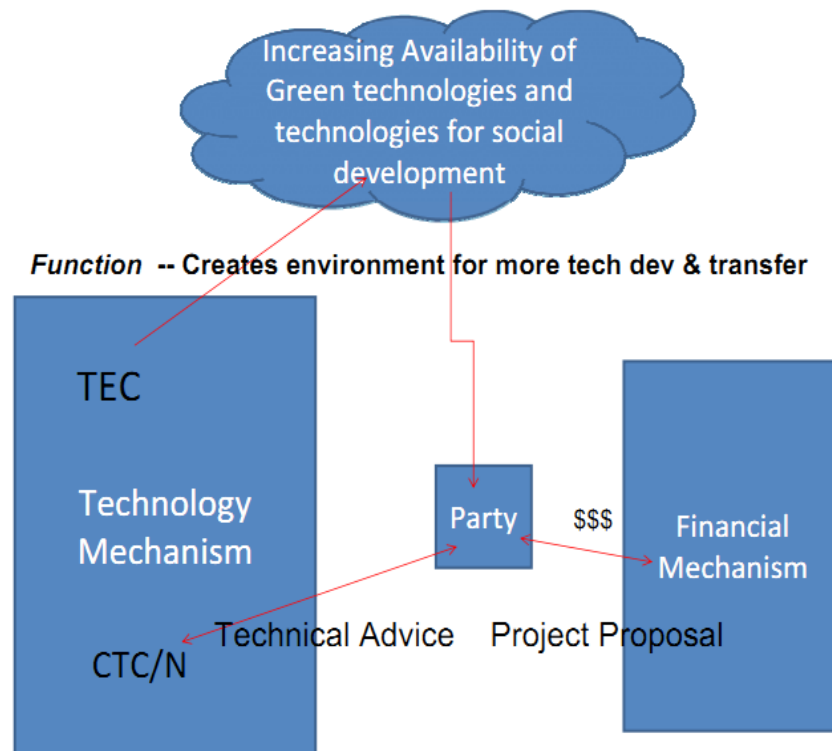 Increasing Availability of
Green technologies and
technologies for social
development
Function -- Creates environment for more tech dev & transfer
TEC
Technology
Mechanism
Party
$$$
Financial
Mechanism
Technical Advice
Project Proposal
CTC/N